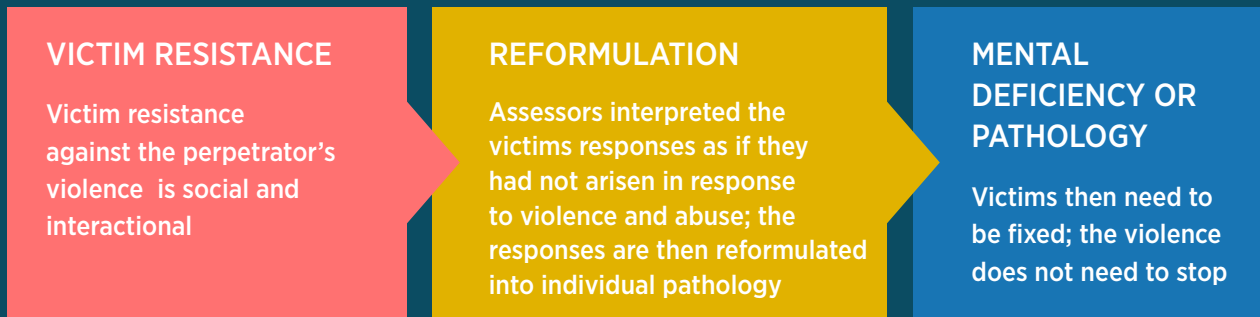 VICTIM RESISTANCE
Victim resistance
against the perpetrator’s
violence  is social and
interactional
REFORMULATION
Assessors interpreted the
victims responses as if they
had not arisen in response
to violence and abuse; the
responses are then reformulated
into individual pathology
MENTAL
DEFICIENCY OR
PATHOLOGY
Victims then need to
be fixed; the violence
does not need to stop